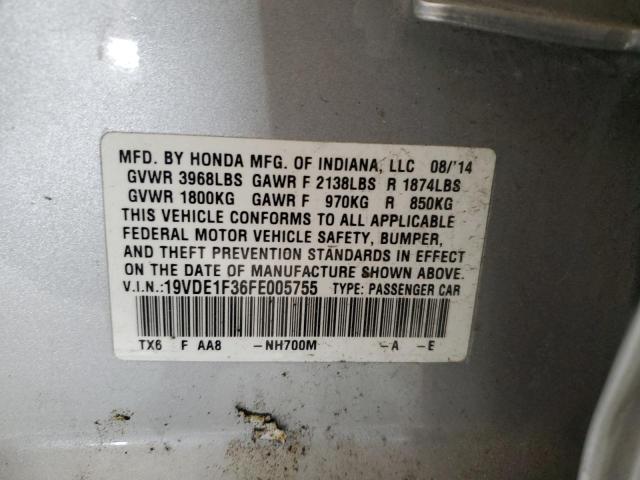 MFD. BY HONDA MFG. OF INDIANA, LLC 08/'14
GVWR 3968LBS GAWR F 2138LBS R 1874LBS
GVWR 1800KG GAWR F 970KG R 850KG
THIS VEHICLE CONFORMS TO ALL APPLICABLE
FEDERAL MOTOR VEHICLE SAFETY, BUMPER,
AND THEFT PREVENTION STANDARDS IN EFFECT
ON THE DATE OF MANUFACTURE SHOWN ABOVE.
V.I.N.:19VDE1F36FE005755 TYPE: PASSENGER CAR
TX6 F AA8 -NH700M -A -E